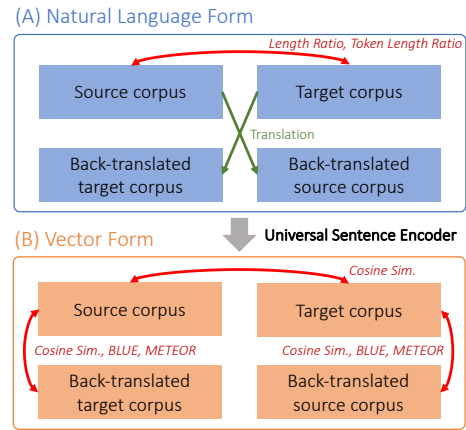 (A) Natural Language Form
Length Ratio, Token Length Ratio
Source corpus
Target corpus
Translation
Back-translated
target corpus
Back-translated
source corpus
Universal Sentence Encoder
(B) Vector Form
Cosine Sim.
Source corpus
Target corpus
Cosine Sim., BLUE, METEOR
Cosine Sim., BLUE, METEOR
Back-translated
target corpus
Back-translated
source corpus